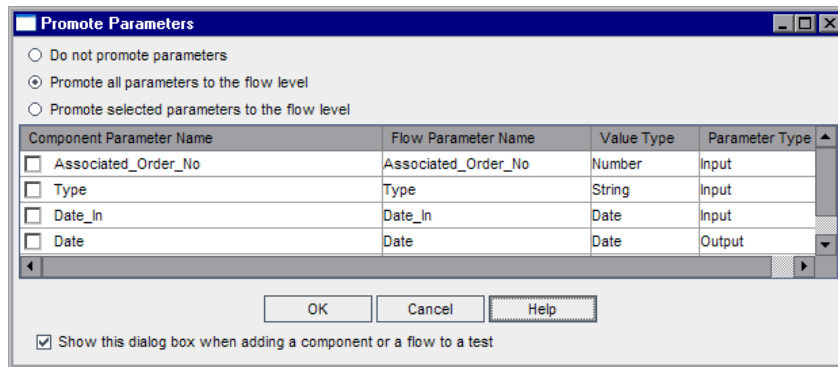 Promote Parameters
Do not promote parameters
Promote all parameters to the flow level
Promote selected parameters to the flow level
Component Parameter Name Flow Parameter Name Value Type Parameter Type
Associated_Order_No Associated_Order_No Number Input
Type Type String Input
Date_In Date_In Date Input
Date Date Date Output
OK Cancel Help
Show this dialog box when adding a component or a flow to a test